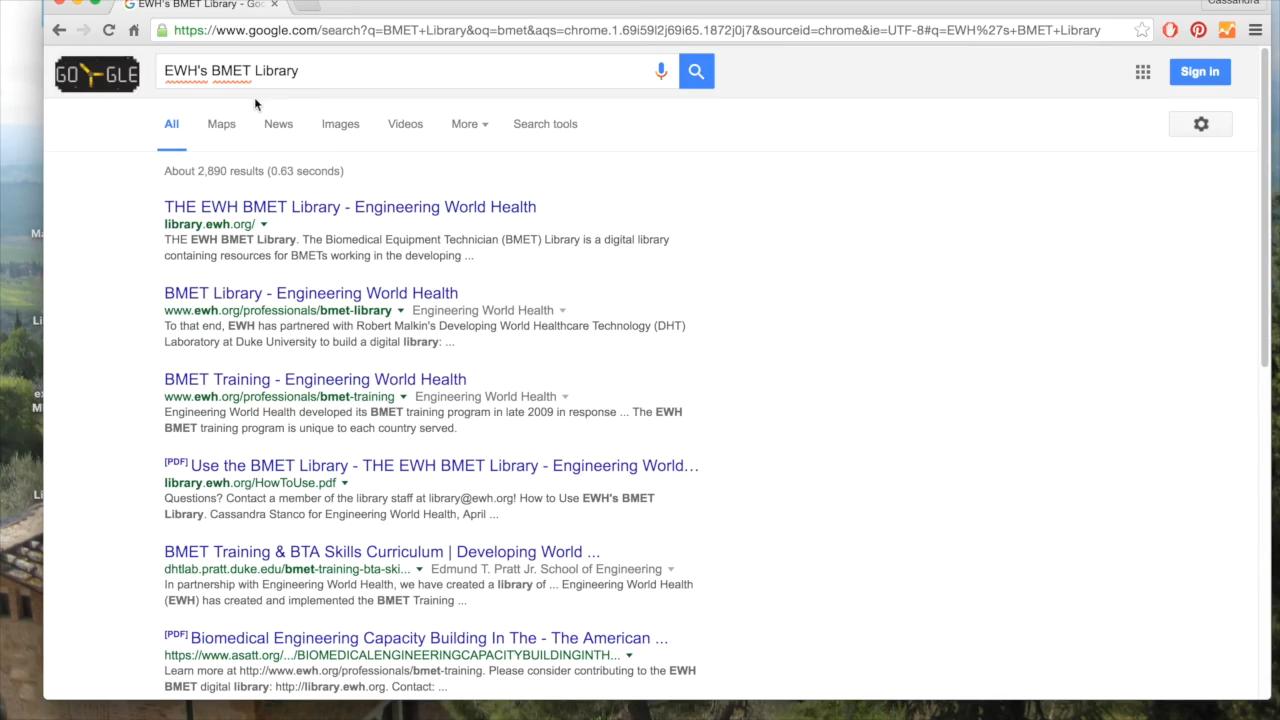 EWH's BMET Library - Goo
Cassandra
https://www.google.com/search?q=BMET+Library&oq=bmet&aqs=chrome.1.69i59l2j69i65.1872j0j7&sourceid=chrome&ie=UTF-8#q=EWH%27s+BMET+Library
GO GLE
EWH's BMET Library
Sign in
All Maps News Images Videos More Search tools
About 2,890 results (0.63 seconds)
THE EWH BMET Library - Engineering World Health
library.ewh.org/
THE EWH BMET Library. The Biomedical Equipment Technician (BMET) Library is a digital library
containing resources for BMETs working in the developing ...
BMET Library - Engineering World Health
www.ewh.org/professionals/bmet-library Engineering World Health
To that end, EWH has partnered with Robert Malkin's Developing World Healthcare Technology (DHT)
Laboratory at Duke University to build a digital library: ...
BMET Training - Engineering World Health
www.ewh.org/professionals/bmet-training Engineering World Health
Engineering World Health developed its BMET training program in late 2009 in response ... The EWH
BMET training program is unique to each country served.
[PDF] Use the BMET Library - THE EWH BMET Library - Engineering World...
library.ewh.org/HowToUse.pdf
Questions? Contact a member of the library staff at library@ewh.org! How to Use EWH's BMET
Library. Cassandra Stanco for Engineering World Health, April ...
BMET Training & BTA Skills Curriculum | Developing World ...
dhtlab.pratt.duke.edu/bmet-training-bta-ski... Edmund T. Pratt Jr. School of Engineering
In partnership with Engineering World Health, we have created a library of ... Engineering World Health
(EWH) has created and implemented the BMET Training ...
[PDF] Biomedical Engineering Capacity Building In The - The American ...
https://www.asatt.org/.../BIOMEDICALENGINEERINGCAPACITYBUILDINGINTH...
Learn more at http://www.ewh.org/professionals/bmet-training. Please consider contributing to the EWH
BMET digital library: http://library.ewh.org. Contact: ...